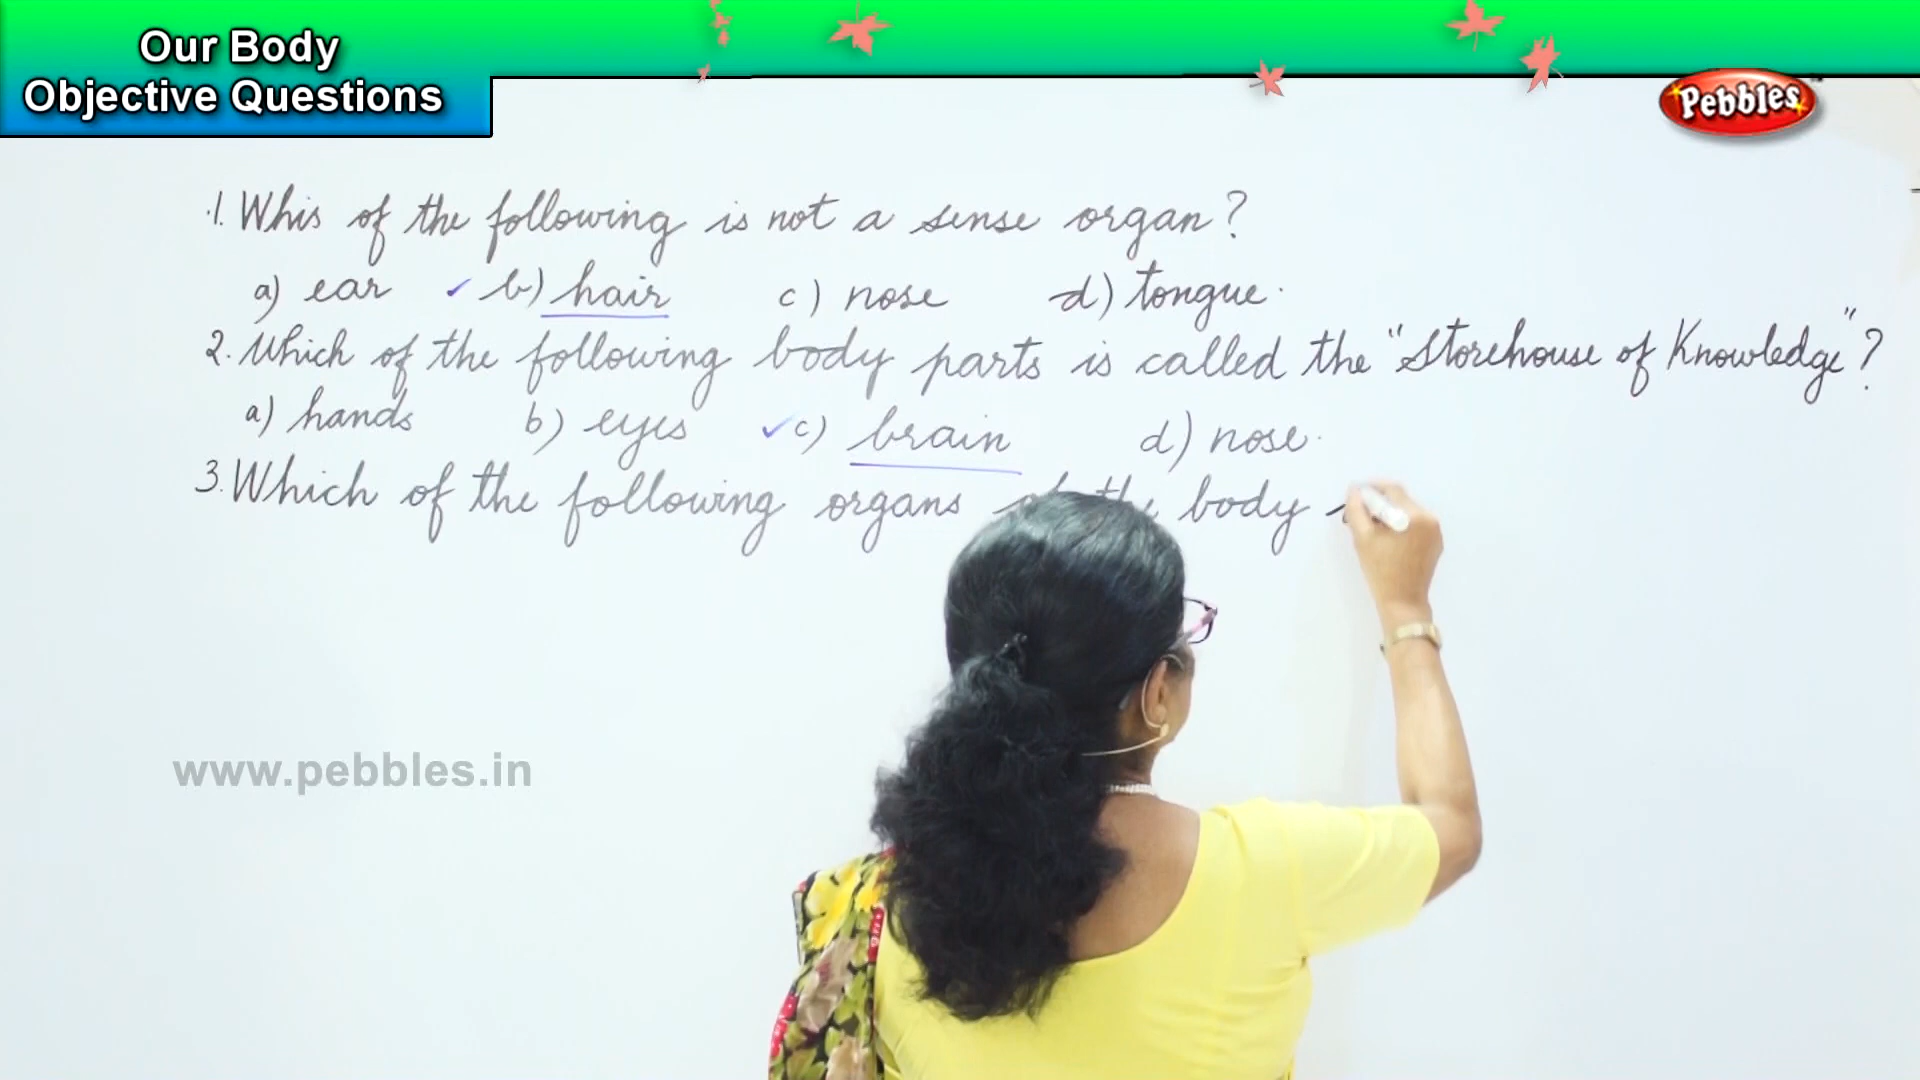 Our Body
Objective Questions
Pebbles
1. Whis of the following is not a sense organ?
a) ear ✓ b) hair c) nose d) tongue.
2. Which of the following body parts is called the "Storehouse of Knowledge"?
a) hands b) eyes ✓ c) brain d) nose.
3. Which of the following organs of the body
www.pebbles.in